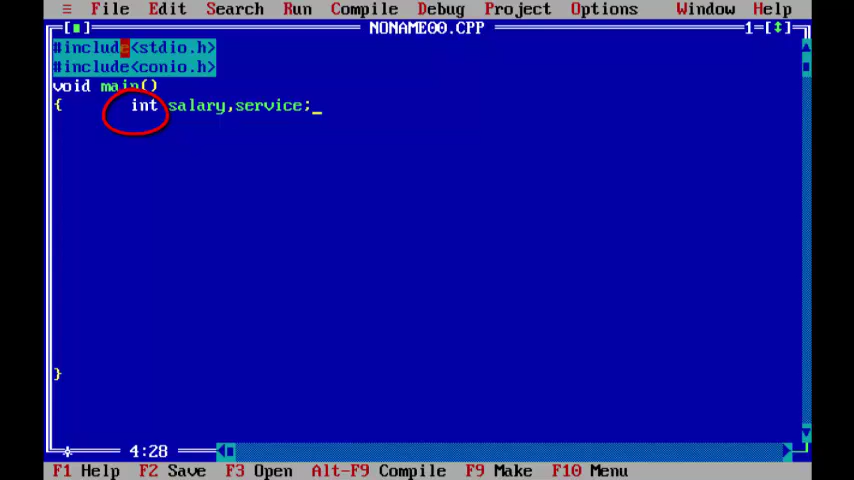 ≡ File Edit Search Run Compile Debug Project Options Window Help
[■] NONAME00.CPP 1=[↕]
#include<stdio.h>
#include<conio.h>
void main()
{ int salary,service;_
}
4:28
F1 Help F2 Save F3 Open Alt-F9 Compile F9 Make F10 Menu